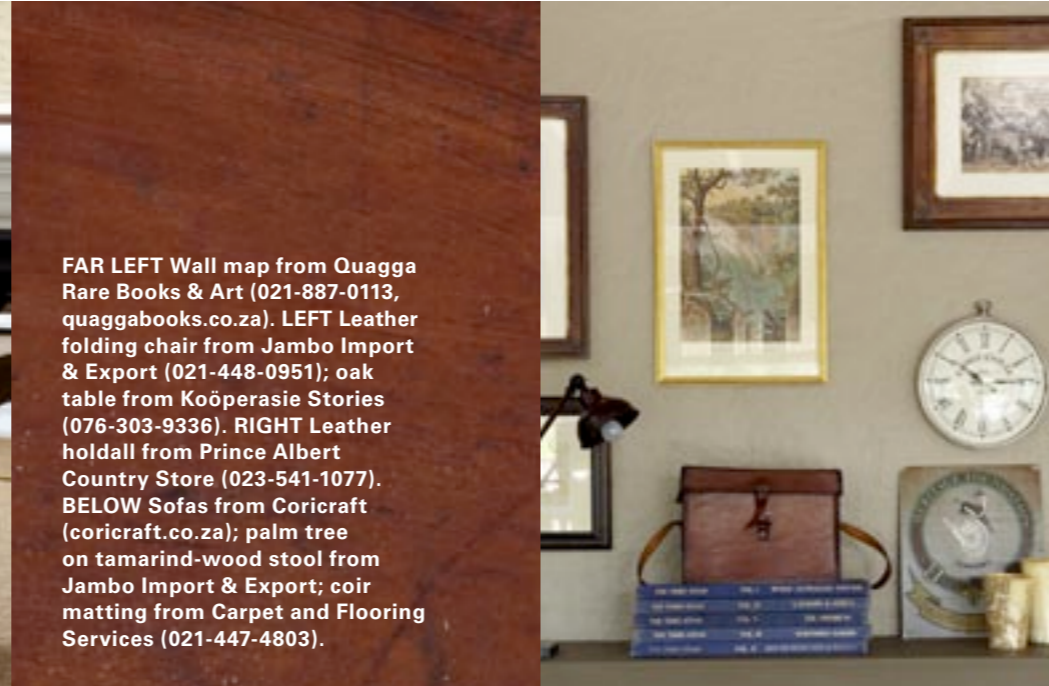 FAR LEFT Wall map from Quagga
Rare Books & Art (021-887-0113,
quaggabooks.co.za). LEFT Leather
folding chair from Jambo Import
& Export (021-448-0951); oak
table from Koöperasie Stories
(076-303-9336). RIGHT Leather
holdall from Prince Albert
Country Store (023-541-1077).
BELOW Sofas from Coricraft
(coricraft.co.za); palm tree
on tamarind-wood stool from
Jambo Import & Export; coir
matting from Carpet and Flooring
Services (021-447-4803).